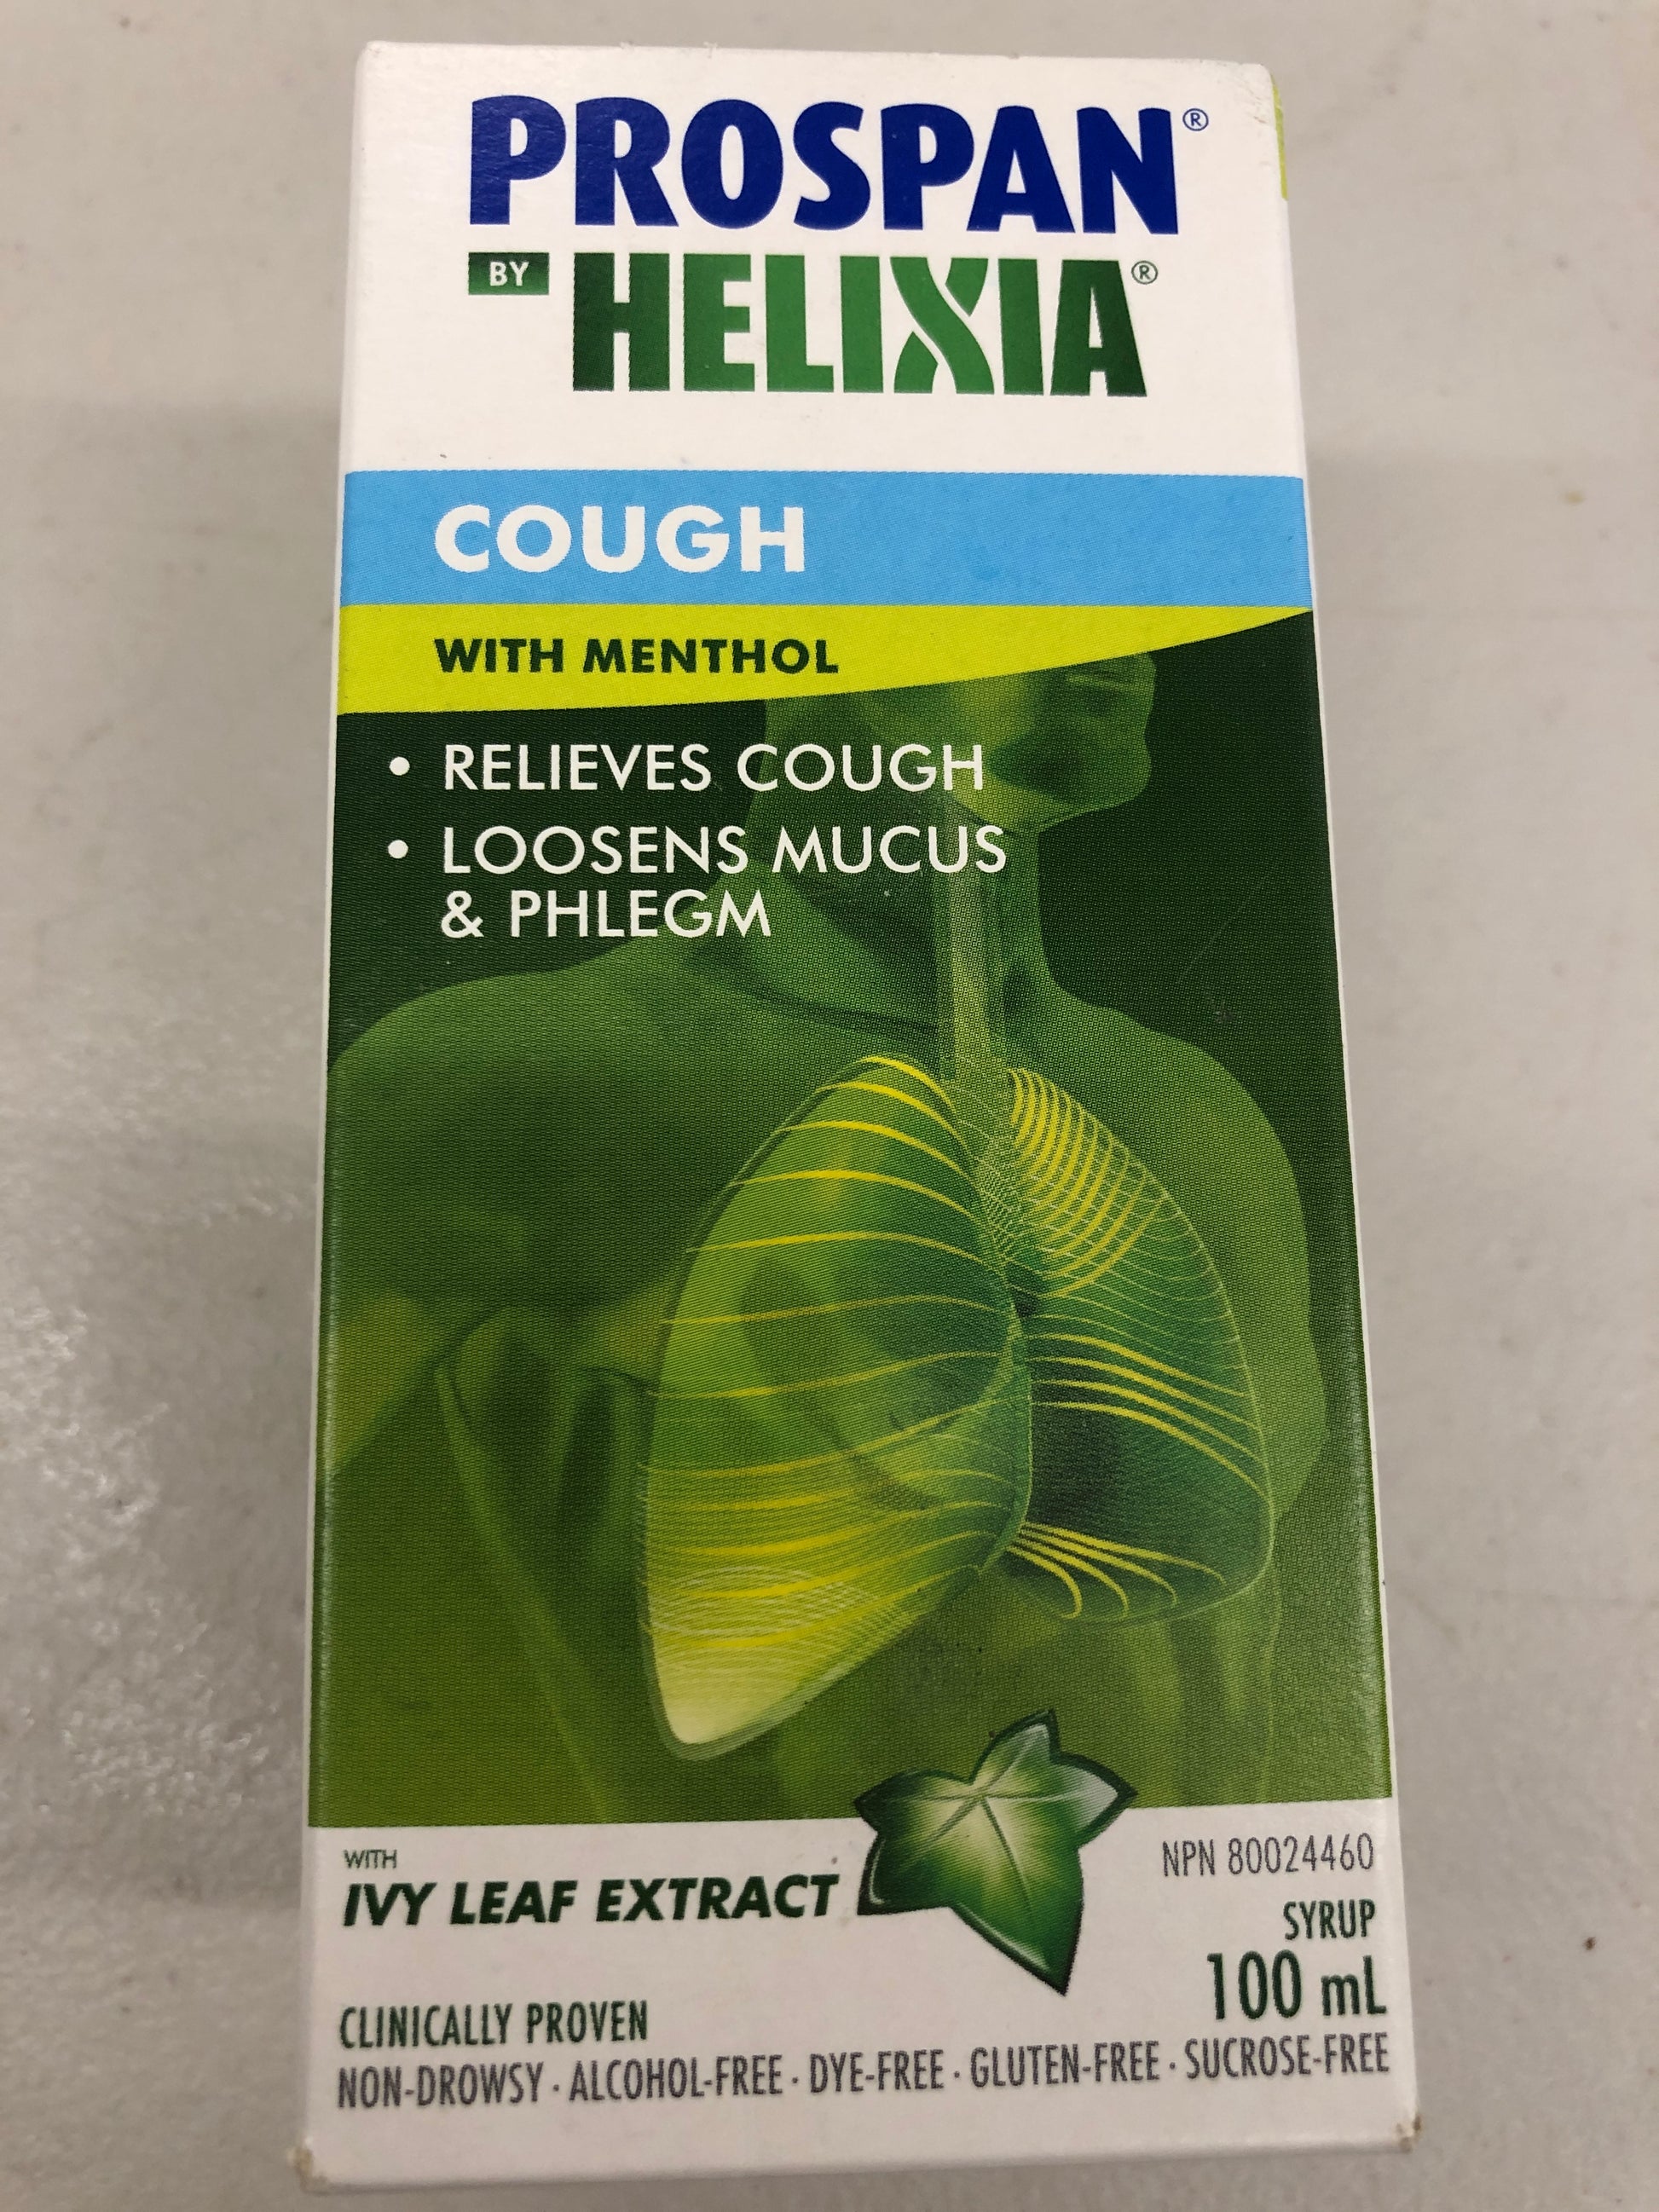 PROSPAN®
BY HELIXIA®
COUGH
WITH MENTHOL
• RELIEVES COUGH
• LOOSENS MUCUS
& PHLEGM
WITH
IVY LEAF EXTRACT
NPN 80024460
SYRUP
100 mL
CLINICALLY PROVEN
NON-DROWSY · ALCOHOL-FREE · DYE-FREE · GLUTEN-FREE · SUCROSE-FREE